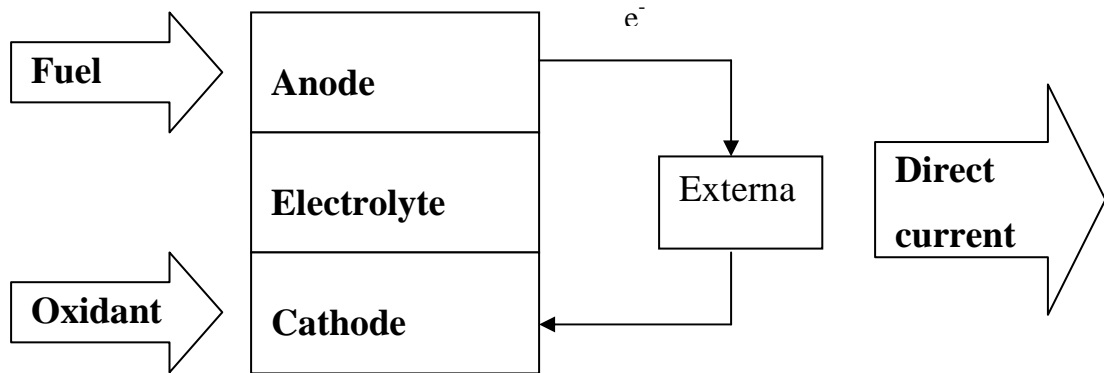 e-
Fuel
Anode
Externa
Direct
current
Electrolyte
Oxidant
Cathode